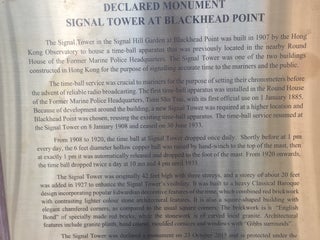 DECLARED MONUMENT
SIGNAL TOWER AT BLACKHEAD POINT
The Signal Tower in the Signal Hill Garden at Blackhead Point was built in 1907 by the Hong
Kong Observatory to house a time-ball apparatus that was previously located in the nearby Round
House of the Former Marine Police Headquarters. The Signal Tower was one of the two buildings
constructed in Hong Kong for the purpose of signalling accurate time to the mariners and the public.
The time-ball service was crucial to mariners for the purpose of setting their chronometers before
the advent of reliable radio broadcasting. The first time-ball apparatus was installed in the Round House
of the Former Marine Police Headquarters, Tsim Sha Tsui, with its first official use on 1 January 1885.
Because of development around the building, a new Signal Tower was required at a higher location and
Blackhead Point was chosen, reusing the existing time-ball apparatus. The time-ball service resumed at
the Signal Tower on 8 January 1908 and ceased on 30 June 1933.
From 1908 to 1920, the time ball at Signal Tower dropped once daily. Shortly before 1 pm
every day, the 6 feet diameter hollow copper ball was raised by hand-winch to the top of the mast, then
at exactly 1 pm it was automatically released and dropped to the foot of the mast. From 1920 onwards,
the time ball dropped twice a day at 10 am and 4 pm until 1933.
The Signal Tower was originally 42 feet high with three storeys, and a storey of about 20 feet
was added in 1927 to enhance the Signal Tower's visibility. It was built to a heavy Classical Baroque
design incorporating popular Edwardian decorative features of the time, which combined red brickwork
with contrasting lighter colour stone architectural features. It is also a square-shaped building with
elegant chamfered corners, as compared to the usual square corners. The brickwork is a "English
Bond" of specially made red bricks, while the stonework is of carved local granite. Architectural
features include granite plinth, head moulded cornices and windows with "Gibbs surrounds".
The Signal Tower was declared a monument on 23 October 2015 and is protected under the